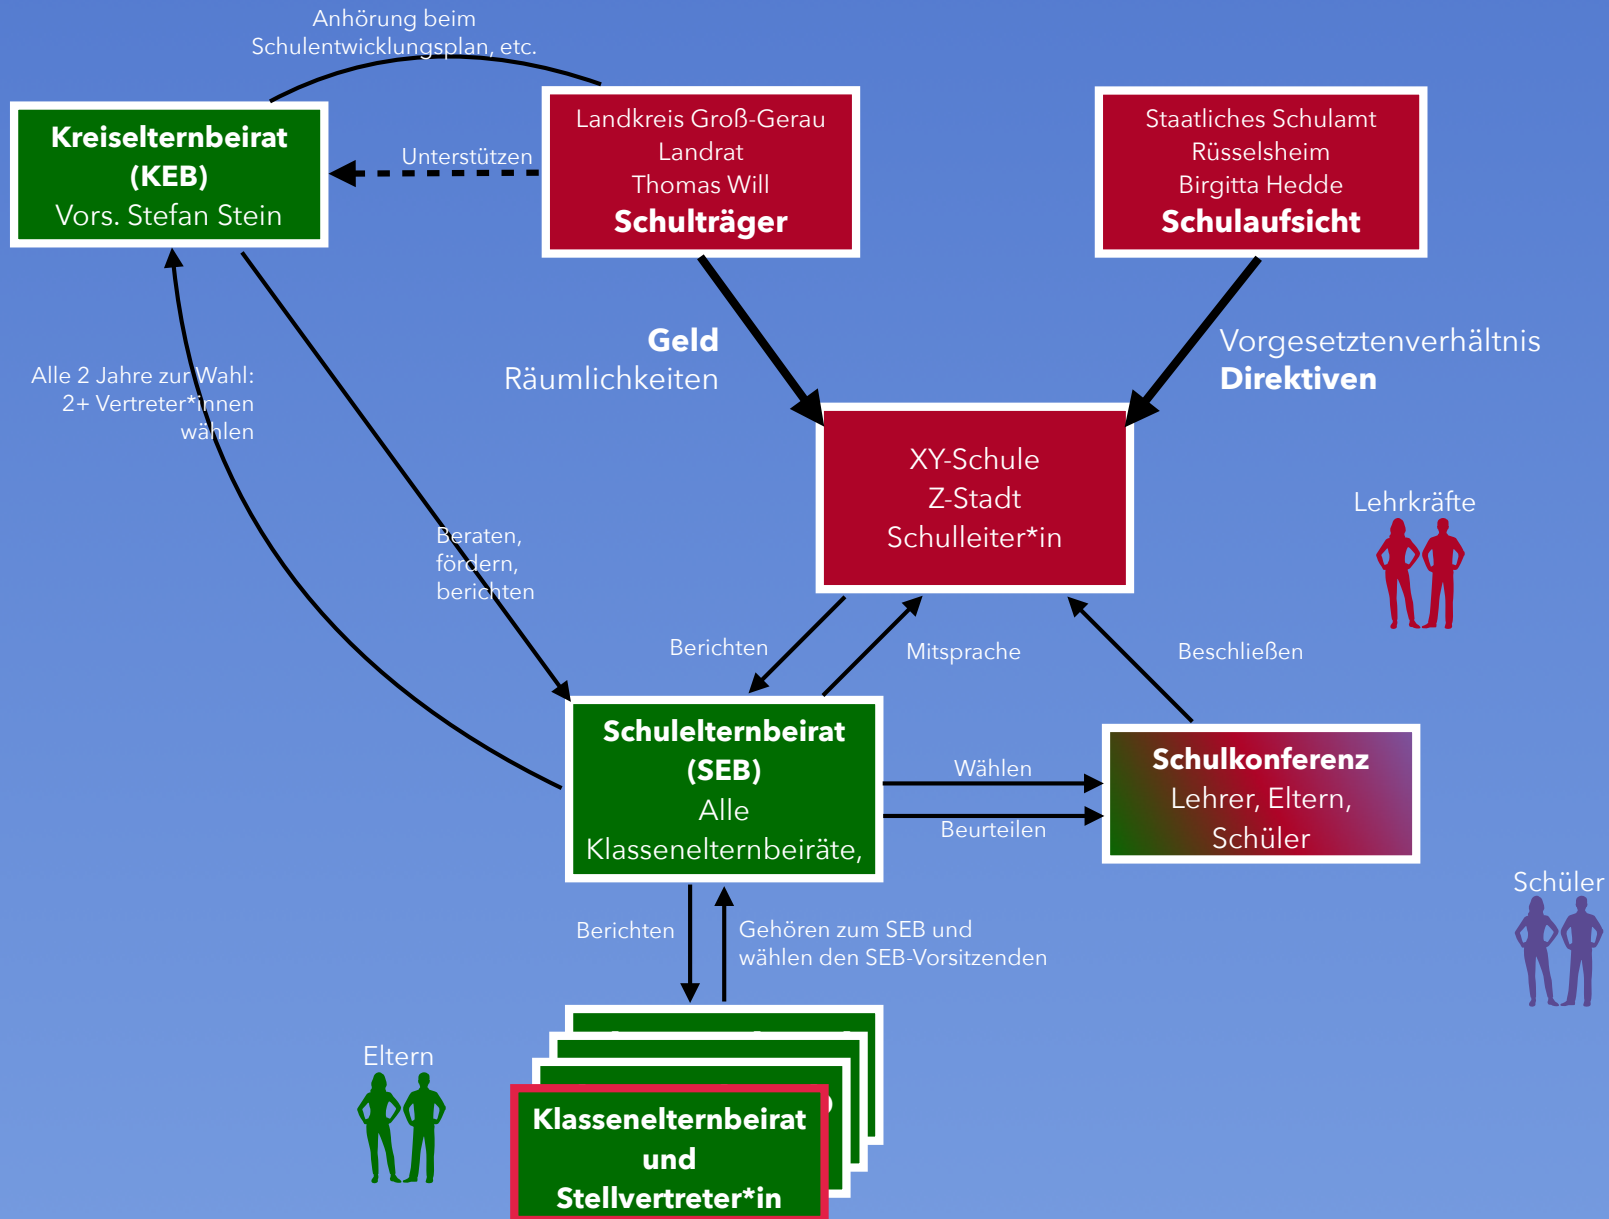 Anhörung beim
Schulentwicklungsplan, etc.
Kreiselternbeirat
(KEB)
Vors. Stefan Stein
Unterstützen
Landkreis Groß-Gerau
Landrat
Thomas Will
Schulträger
Staatliches Schulamt
Rüsselsheim
Birgitta Hedde
Schulaufsicht
Geld
Räumlichkeiten
Vorgesetztenverhältnis
Direktiven
Alle 2 Jahre zur Wahl:
2+ Vertreter*innen
wählen
Beraten,
fördern,
berichten
XY-Schule
Z-Stadt
Schulleiter*in
Lehrkräfte
Berichten
Mitsprache
Beschließen
Schulelternbeirat
(SEB)
Alle
Klassenelternbeiräte,
Wählen
Beurteilen
Schulkonferenz
Lehrer, Eltern,
Schüler
Schüler
Berichten
Gehören zum SEB und
wählen den SEB-Vorsitzenden
Eltern
Klassenelternbeirat
und
Stellvertreter*in